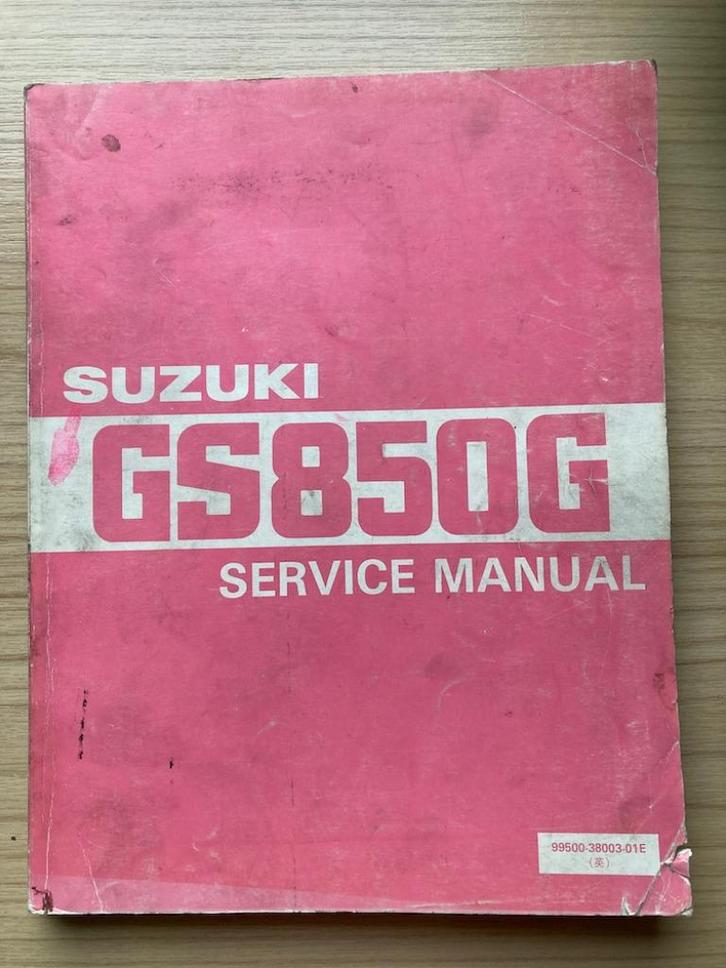 SUZUKI
GS850G
SERVICE MANUAL
99500-38003-01E
(英)